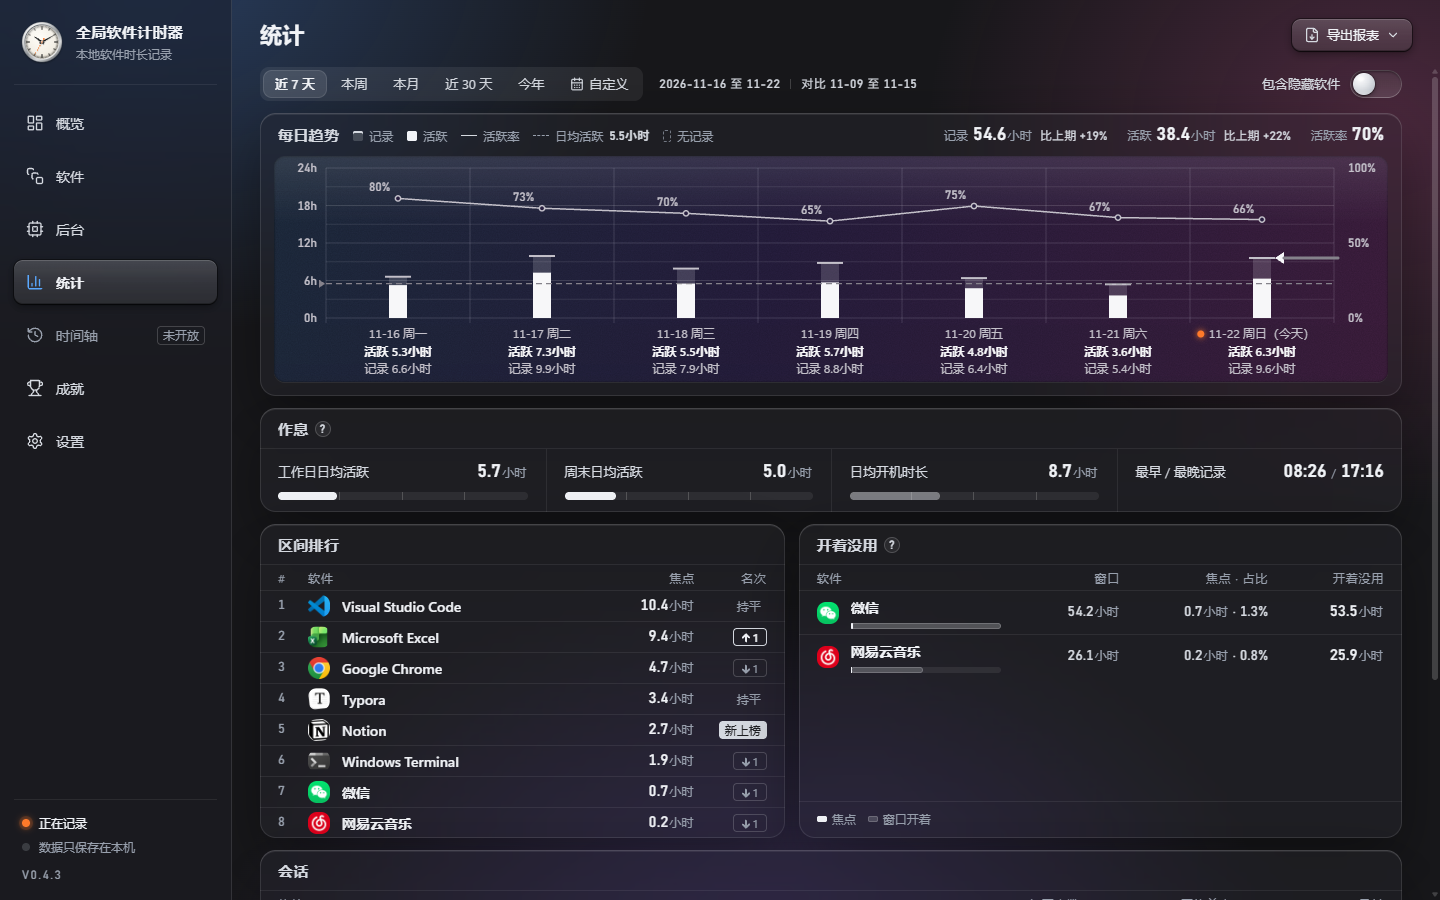 全局软件计时器
本地软件时长记录
概览
软件
后台
统计
时间轴 未开放
成就
设置
正在记录
数据只保存在本机
V0.4.3
统计
导出报表
近 7 天 本周 本月 近 30 天 今年 自定义 2026-11-16 至 11-22 对比 11-09 至 11-15 包含隐藏软件
每日趋势 记录 活跃 活跃率 日均活跃 5.5小时 无记录 记录 54.6小时 比上期 +19% 活跃 38.4小时 比上期 +22% 活跃率 70%
24h 100%
18h
12h 50%
6h
0h 0%
80% 73% 70% 65% 75% 67% 66%
11-16 周一 11-17 周二 11-18 周三 11-19 周四 11-20 周五 11-21 周六 11-22 周日 (今天)
活跃 5.3小时 活跃 7.3小时 活跃 5.5小时 活跃 5.7小时 活跃 4.8小时 活跃 3.6小时 活跃 6.3小时
记录 6.6小时 记录 9.9小时 记录 7.9小时 记录 8.8小时 记录 6.4小时 记录 5.4小时 记录 9.6小时
作息 ?
工作日日均活跃 5.7小时 周末日均活跃 5.0小时 日均开机时长 8.7小时 最早 / 最晚记录 08:26 / 17:16
区间排行
# 软件 焦点 名次
1 Visual Studio Code 10.4小时 持平
2 Microsoft Excel 9.4小时 ↑1
3 Google Chrome 4.7小时 ↓1
4 Typora 3.4小时 持平
5 Notion 2.7小时 新上榜
6 Windows Terminal 1.9小时 ↓1
7 微信 0.7小时 ↓1
8 网易云音乐 0.2小时 ↓1
开着没用 ?
软件 窗口 焦点 · 占比 开着没用
微信 54.2小时 0.7小时 · 1.3% 53.5小时
网易云音乐 26.1小时 0.2小时 · 0.8% 25.9小时
焦点 窗口开着
会话